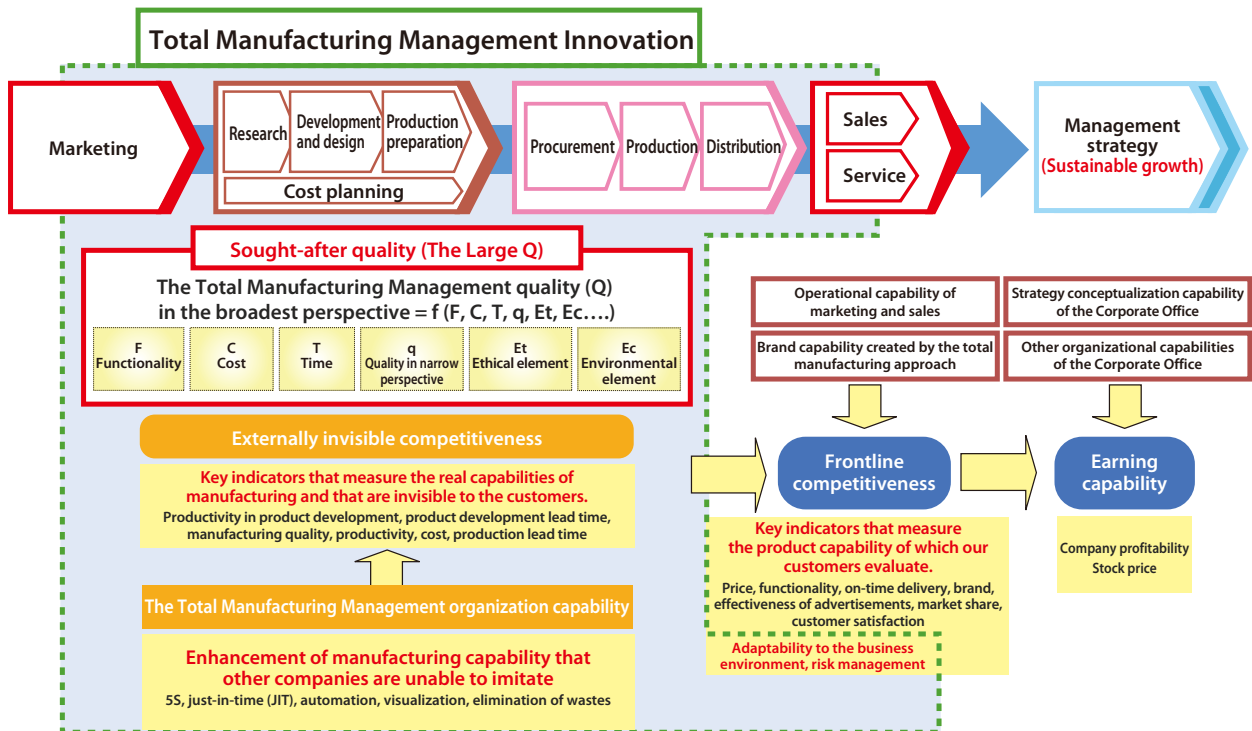 Total Manufacturing Management Innovation
Marketing
Research
Development
and design
Production
preparation
Cost planning
Procurement
Production
Distribution
Sales
Service
Management
strategy
(Sustainable growth)
Sought-after quality (The Large Q)
The Total Manufacturing Management quality (Q)
in the broadest perspective = f (F, C, T, q, Et, Ec....)
F
Functionality
C
Cost
T
Time
q
Quality in narrow
perspective
Et
Ethical element
Ec
Environmental
element
Operational capability of
marketing and sales
Brand capability created by the total
manufacturing approach
Strategy conceptualization capability
of the Corporate Office
Other organizational capabilities
of the Corporate Office
Externally invisible competitiveness
Key indicators that measure the real capabilities of
manufacturing and that are invisible to the customers.
Productivity in product development, product development lead time,
manufacturing quality, productivity, cost, production lead time
The Total Manufacturing Management organization capability
Enhancement of manufacturing capability that
other companies are unable to imitate
5S, just-in-time (JIT), automation, visualization, elimination of wastes
Frontline
competitiveness
Key indicators that measure
the product capability of which our
customers evaluate.
Price, functionality, on-time delivery, brand,
effectiveness of advertisements, market share,
customer satisfaction
Adaptability to the business
environment, risk management
Earning
capability
Company profitability
Stock price